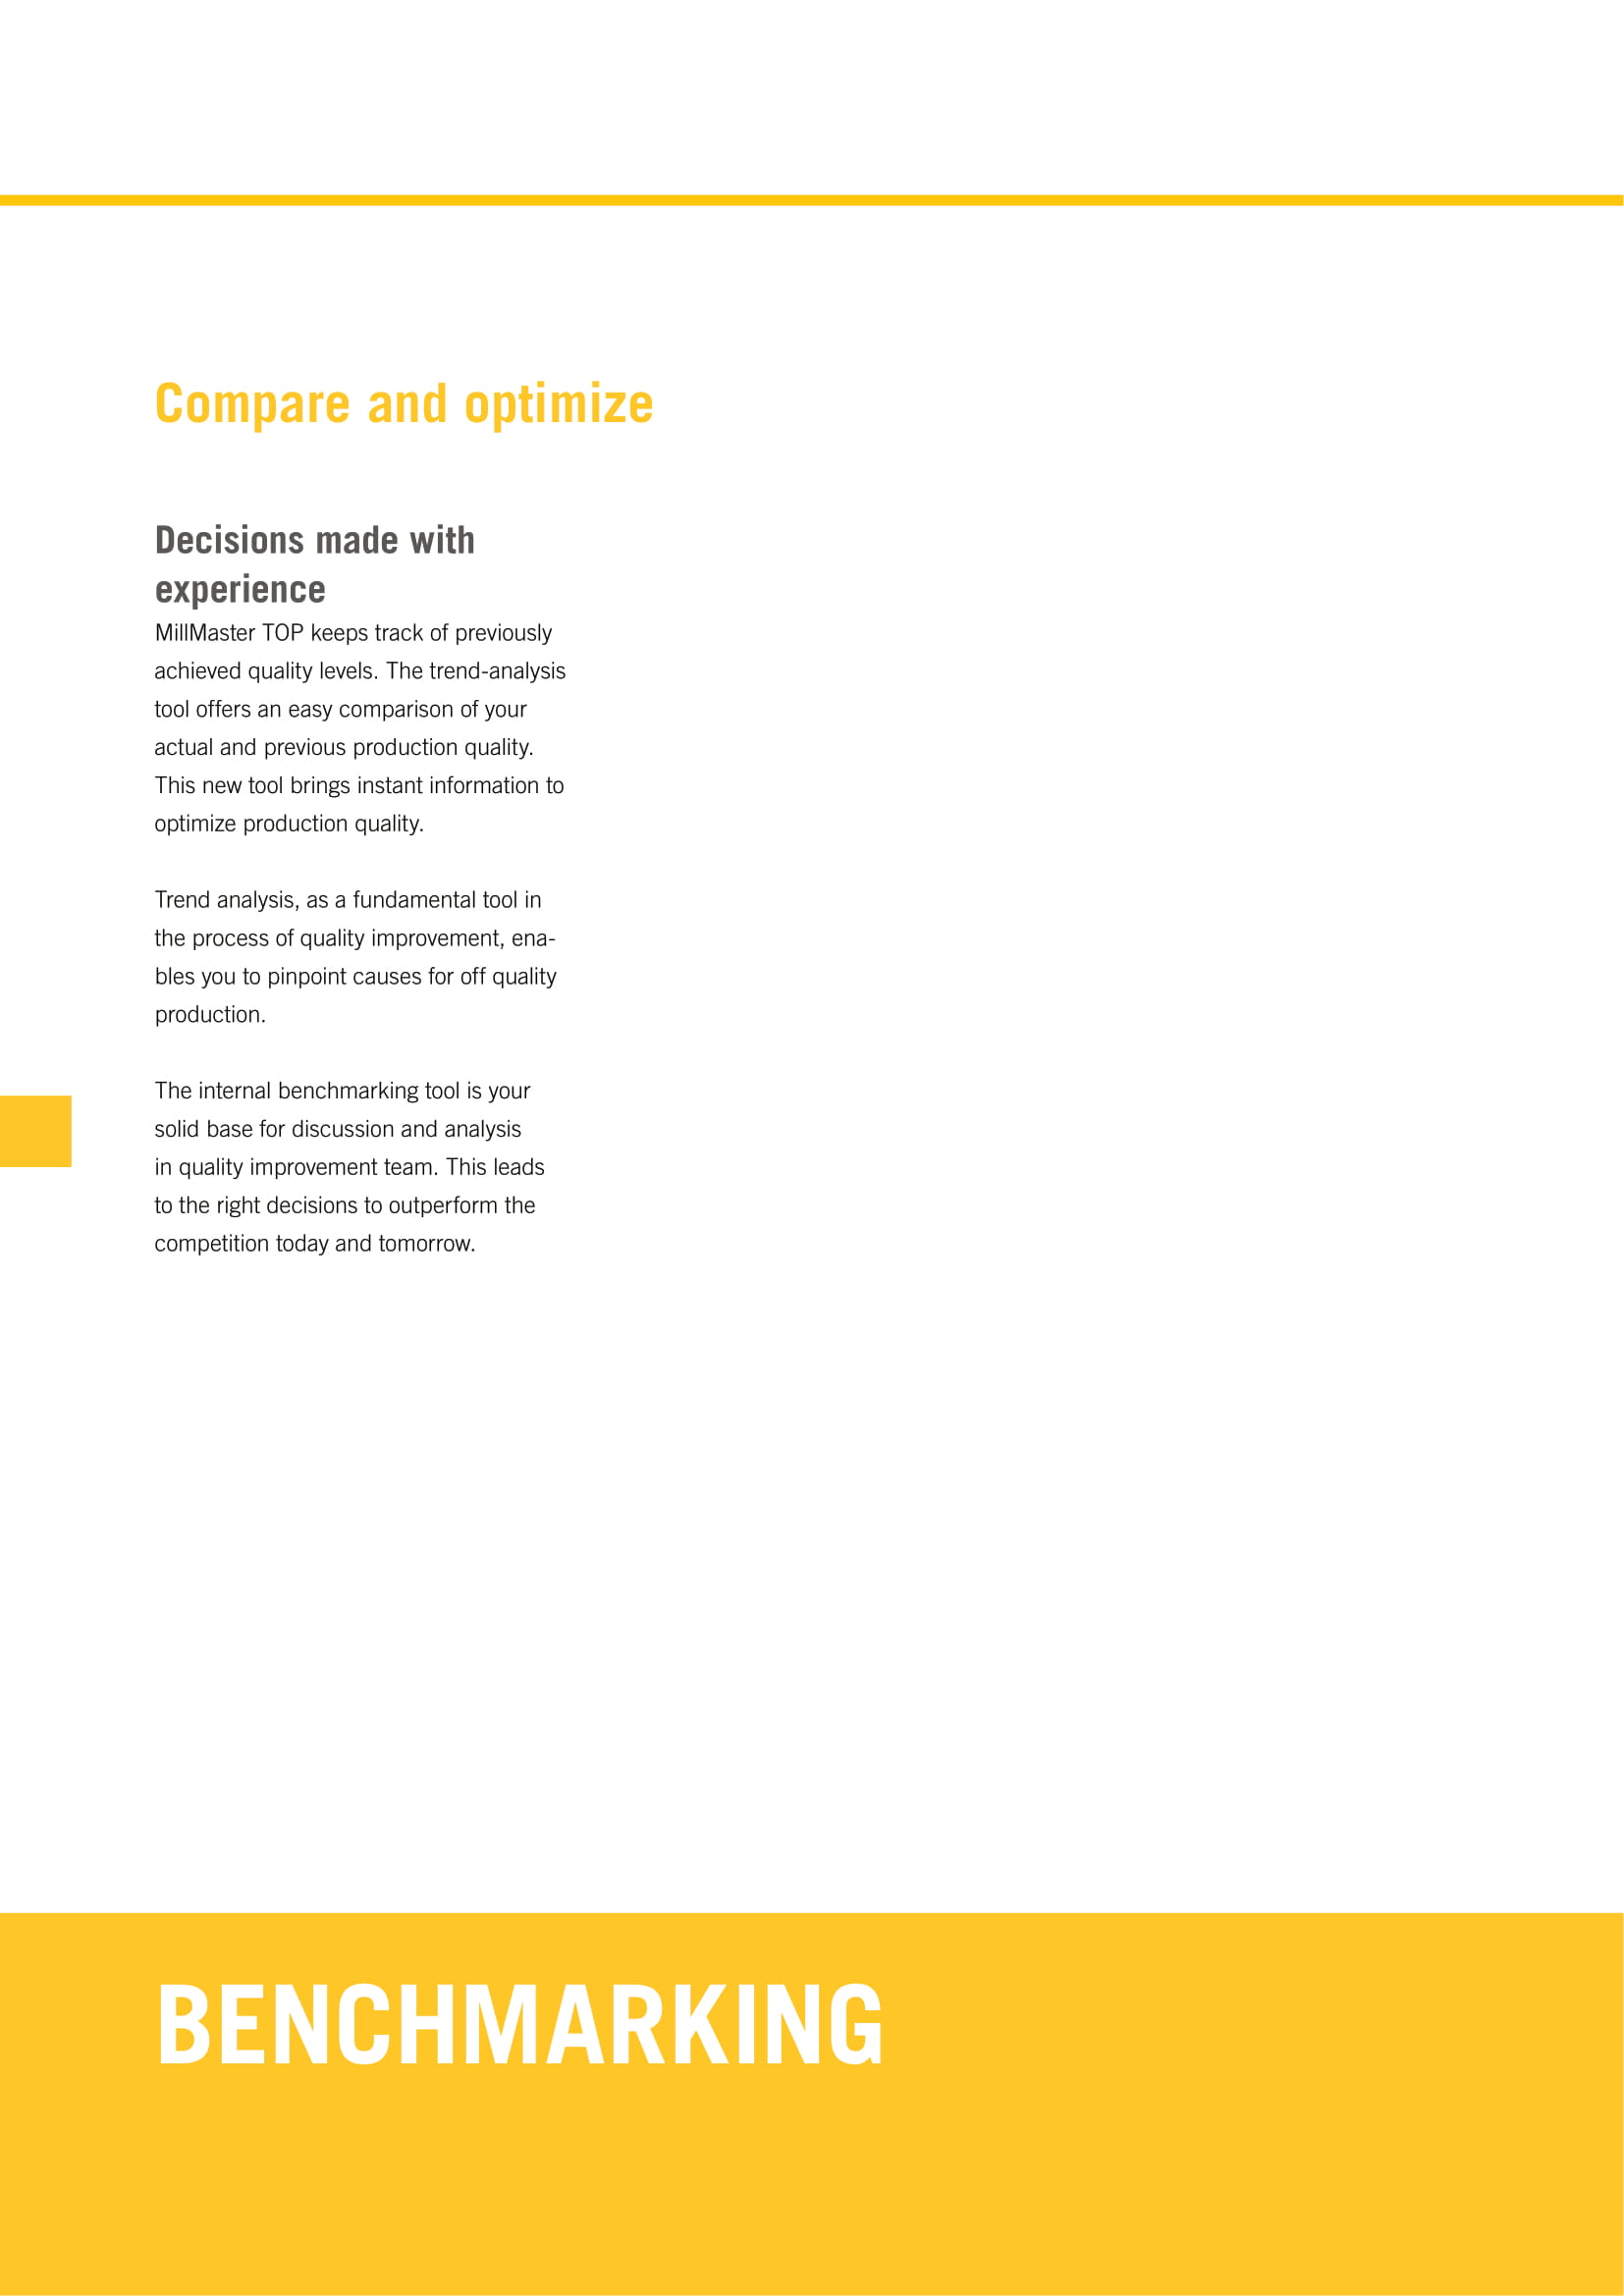 Compare and optimize
Decisions made with
experience
MillMaster TOP keeps track of previously
achieved quality levels. The trend-analysis
tool offers an easy comparison of your
actual and previous production quality.
This new tool brings instant information to
optimize production quality.
Trend analysis, as a fundamental tool in
the process of quality improvement, ena-
bles you to pinpoint causes for off quality
production.
The internal benchmarking tool is your
solid base for discussion and analysis
in quality improvement team. This leads
to the right decisions to outperform the
competition today and tomorrow.
BENCHMARKING